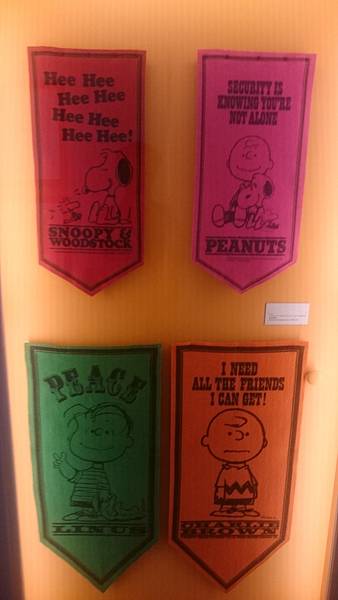 Hee Hee
Hee Hee
Hee Hee
Hee Hee!
SNOOPY &
WOODSTOCK
SECURITY IS
KNOWING YOU'RE
NOT ALONE
PEANUTS
PEACE
LINUS
I NEED
ALL THE FRIENDS
I CAN GET!
CHARLIE
BROWN